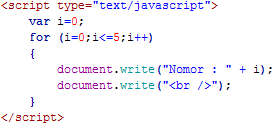 <script type="text/javascript">
var i=0;
for (i=0;i<=5;i++)
{
document.write("Nomor : " + i);
document.write("<br />");
}
</script>